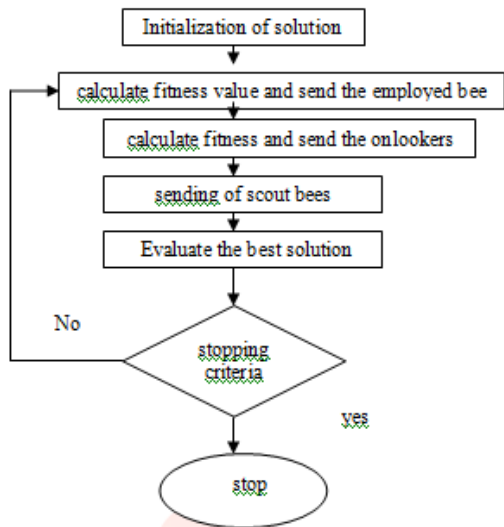 Initialization of solution
calculate fitness value and send the employed bee
calculate fitness and send the onlookers
sending of scout bees
Evaluate the best solution
No
stopping
criteria
yes
stop